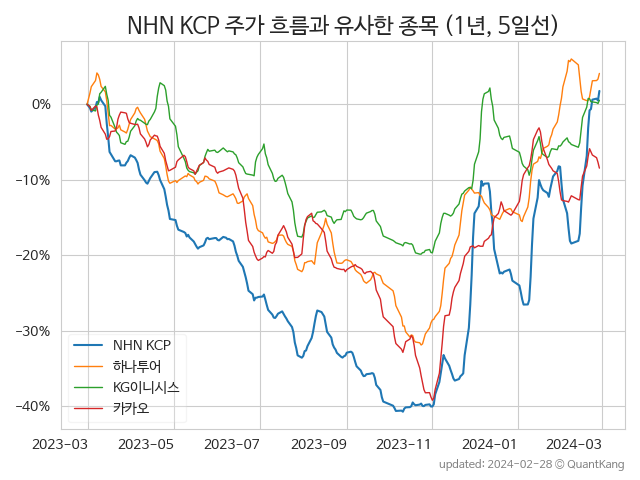 NHN KCP 주가 흐름과 유사한 종목 (1년, 5일선)
0%
−10%
−20%
−30%
−40%
NHN KCP
하나투어
KG이니시스
카카오
2023-03 2023-05 2023-07 2023-09 2023-11 2024-01 2024-03
updated: 2024-02-28 © QuantKang